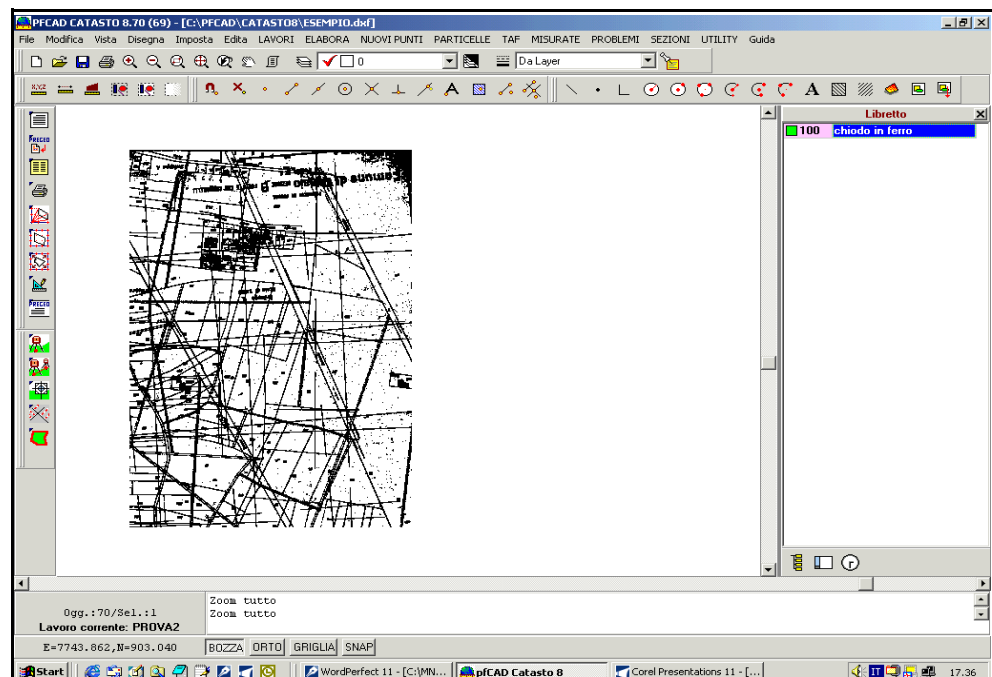 PFCAD CATASTO 8.70 (69) - [C:\PFCAD\CATASTO8\ESEMPIO.dxf]
File Modifica Vista Disegna Imposta Edita LAVORI ELABORA NUOVI PUNTI PARTICELLE TAF MISURATE PROBLEMI SEZIONI UTILITY Guida
0 Da Layer
X,Y,Z
A A
Libretto
100 chiodo in ferro
PREGEO
PREGEO
Zoom tutto
Zoom tutto
Ogg.:70/Sel.:1
Lavoro corrente: PROVA2
E=7743.862,N=903.040 BOZZA ORTO GRIGLIA SNAP
Start WordPerfect 11 - [C:\MN... pfCAD Catasto 8 Corel Presentations 11 - [... 17.36